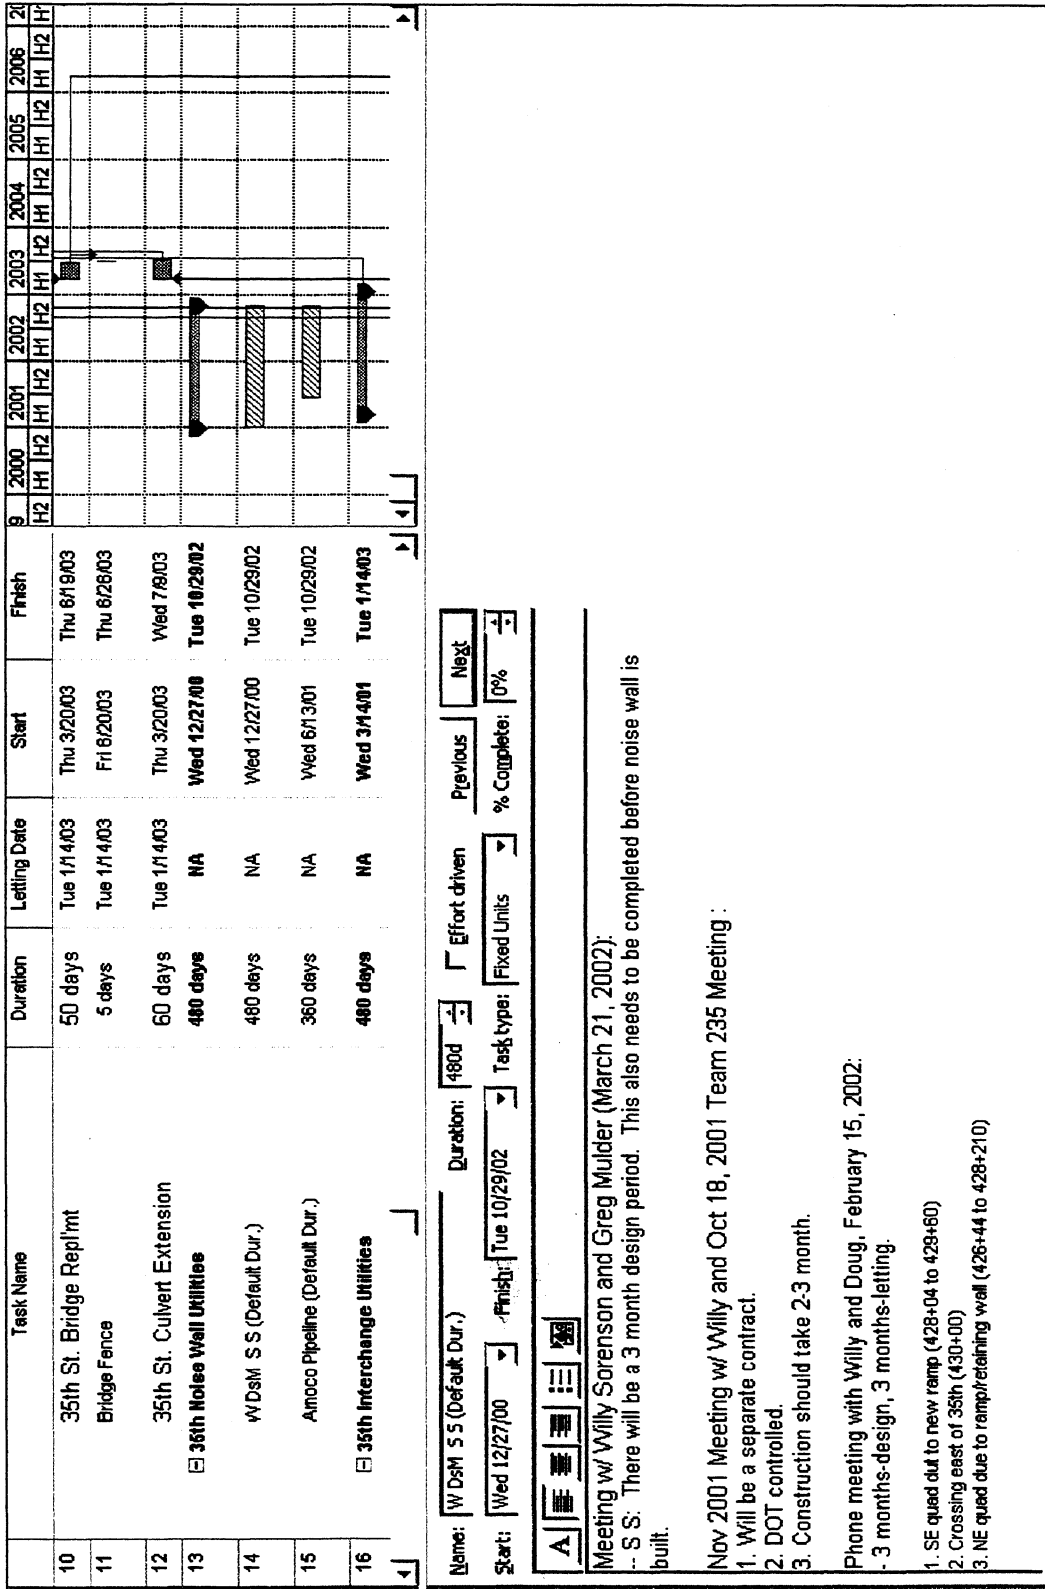 Task Name Duration Letting Date Start Finish 9 2000 2001 2002 2003 2004 2005 2006 20
H2 H1 H2 H1 H2 H1 H2 H1 H2 H1 H2 H1 H2 H1 H2 H1
10 35th St. Bridge Repl'mt 50 days Tue 1/14/03 Thu 3/20/03 Thu 6/19/03
11 Bridge Fence 5 days Tue 1/14/03 Fri 6/20/03 Thu 6/26/03
12 35th St. Culvert Extension 60 days Tue 1/14/03 Thu 3/20/03 Wed 7/9/03
13 35th Noise Wall Utilities 480 days NA Wed 12/27/00 Tue 10/29/02
14 W DsM S S (Default Dur.) 480 days NA Wed 12/27/00 Tue 10/29/02
15 Amoco Pipeline (Default Dur.) 360 days NA Wed 6/13/01 Tue 10/29/02
16 35th Interchange Utilities 480 days NA Wed 3/14/01 Tue 1/14/03
Name: W DsM S S (Default Dur.) Duration: 480d Effort driven Previous Next
Start: Wed 12/27/00 Finish: Tue 10/29/02 Task type: Fixed Units % Complete: 0%
A
Meeting w/ Willy Sorenson and Greg Mulder (March 21, 2002):
-- S S: There will be a 3 month design period. This also needs to be completed before noise wall is
built.
Nov 2001 Meeting w/ Willy and Oct 18, 2001 Team 235 Meeting :
1. Will be a separate contract.
2. DOT controlled.
3. Construction should take 2-3 month.
Phone meeting with Willy and Doug, February 15, 2002:
- 3 months-design, 3 months-letting.
1. SE quad dut to new ramp (428+04 to 429+60)
2. Crossing east of 35th (430+00)
3. NE quad due to ramp/retaining wall (426+44 to 428+210)